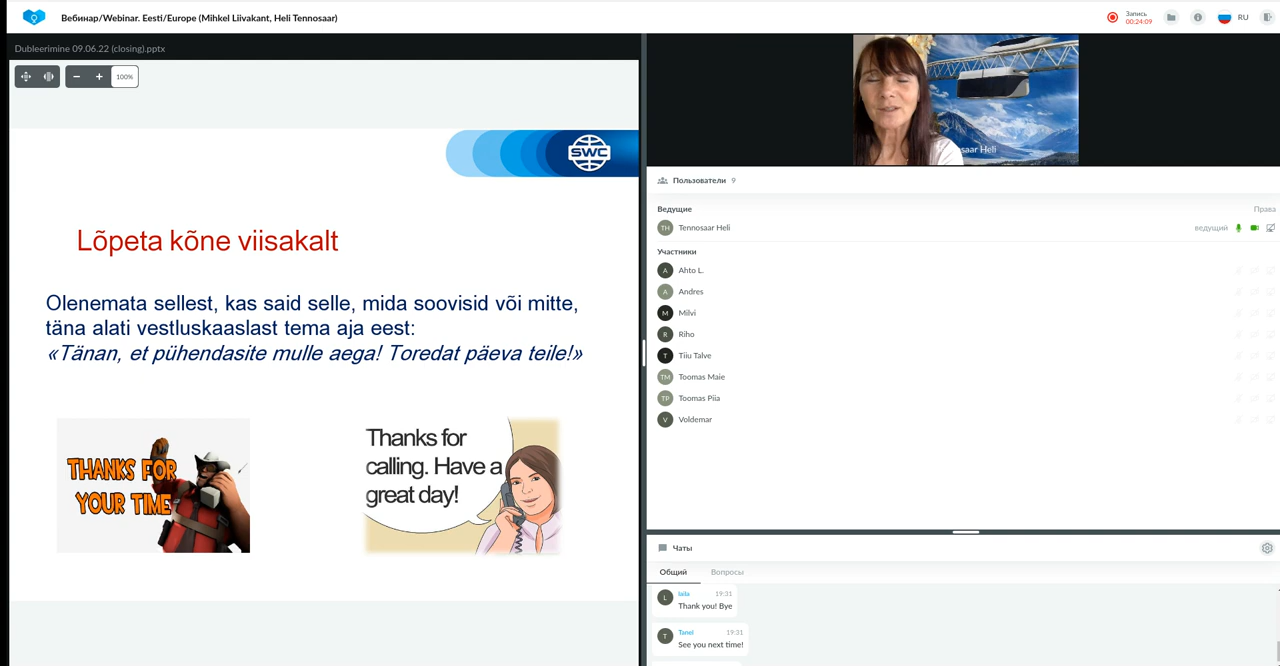 Вебинар/Webinar. Eesti/Europe (Mihkel Liivakant, Heli Tennosaar)
Запись
00:24:09
RU
Dubleerimine 09.06.22 (closing).pptx
100%
SWC
Lõpeta kõne viisakalt
Olenemata sellest, kas said selle, mida soovisid või mitte,
täna alati vestluskaaslast tema aja eest:
«Tänan, et pühendasite mulle aega! Toredat päeva teile!»
THANKS FOR
YOUR TIME
Thanks for
calling. Have a
great day!
saar Heli
Пользователи 9
Ведущие Права
TH Tennosaar Heli ведущий
Участники
A Ahto L.
A Andres
M Milvi
R Riho
T Tiiu Talve
TM Toomas Maie
TP Toomas Piia
V Voldemar
Чаты
Общий Вопросы
L laila 19:31
Thank you! Bye
T Tanel 19:31
See you next time!